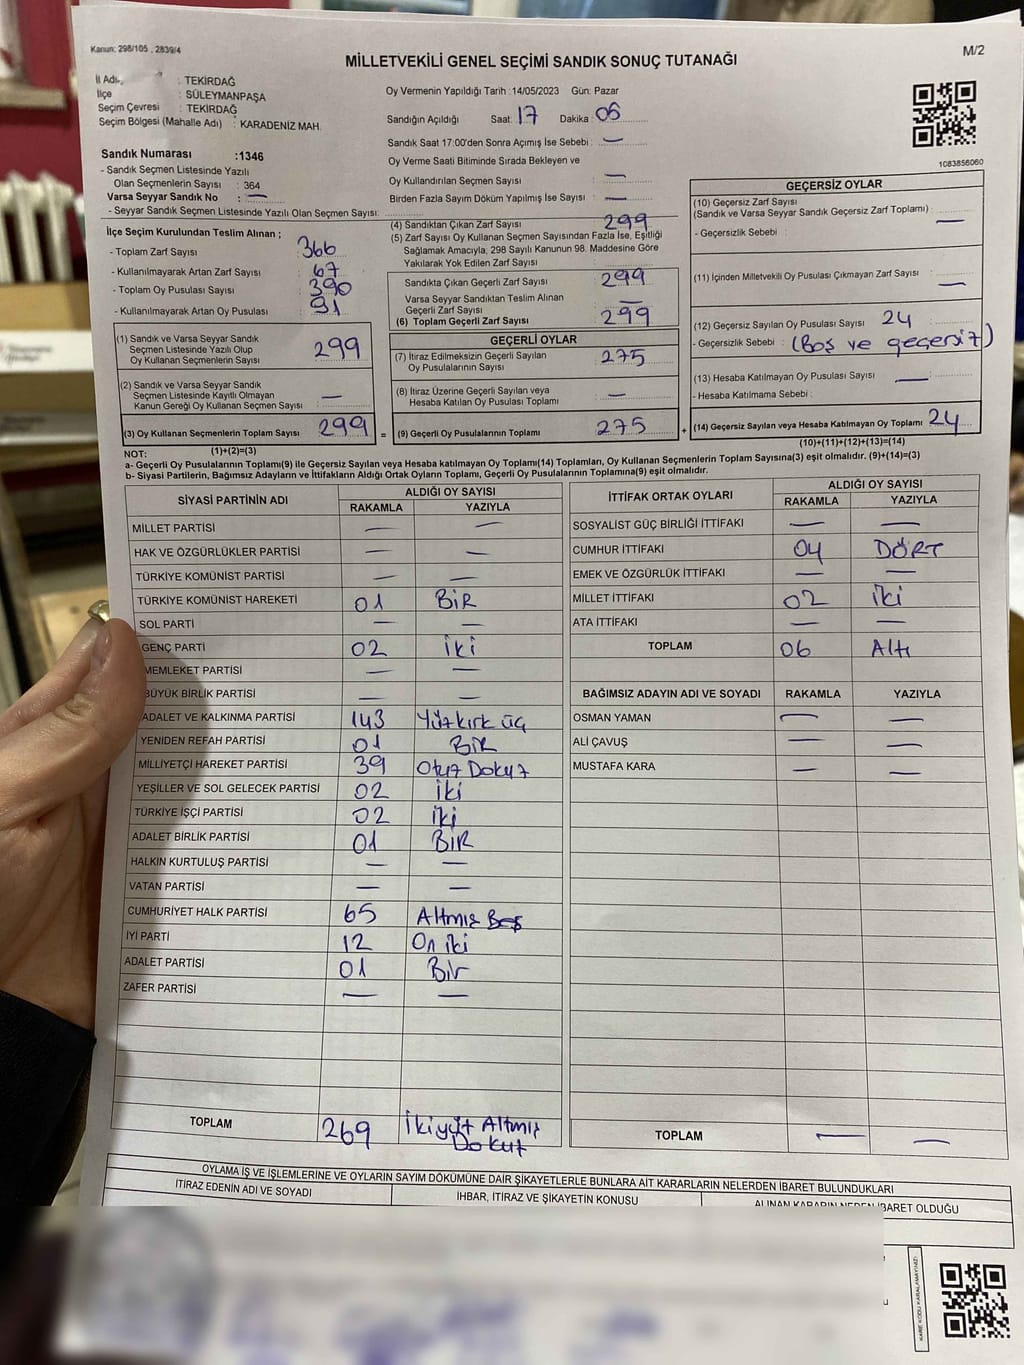 Kanun: 298/105 , 2839/4
M/2
MİLLETVEKİLİ GENEL SEÇİMİ SANDIK SONUÇ TUTANAĞI
İl Adı : TEKİRDAĞ
İlçe : SÜLEYMANPAŞA
Seçim Çevresi : TEKİRDAĞ
Seçim Bölgesi (Mahalle Adı) : KARADENİZ MAH.
Oy Vermenin Yapıldığı Tarih :14/05/2023 Gün: Pazar
Sandığın Açıldığı Saat: 17 Dakika: 06
Sandık Saat 17:00'den Sonra Açımış İse Sebebi : —
Oy Verme Saati Bitiminde Sırada Bekleyen ve
Oy Kullandırılan Seçmen Sayısı : —
Birden Fazla Sayım Döküm Yapılmış İse Sayısı : —
1083856060
Sandık Numarası :1346
- Sandık Seçmen Listesinde Yazılı
Olan Seçmenlerin Sayısı : 364
Varsa Seyyar Sandık No : —
- Seyyar Sandık Seçmen Listesinde Yazılı Olan Seçmen Sayısı:
İlçe Seçim Kurulundan Teslim Alınan ;
- Toplam Zarf Sayısı : 366
- Kullanılmayarak Artan Zarf Sayısı : 67
- Toplam Oy Pusulası Sayısı : 390
- Kullanılmayarak Artan Oy Pusulası : 91
(1) Sandık ve Varsa Seyyar Sandık
Seçmen Listesinde Yazılı Olup
Oy Kullanan Seçmenlerin Sayısı : 299
(2) Sandık ve Varsa Seyyar Sandık
Seçmen Listesinde Kayıtlı Olmayan
Kanun Gereği Oy Kullanan Seçmen Sayısı : —
(3) Oy Kullanan Seçmenlerin Toplam Sayısı 299 =
(1)+(2)=(3)
(4) Sandıktan Çıkan Zarf Sayısı : 299
(5) Zarf Sayısı Oy Kullanan Seçmen Sayısından Fazla İse, Eşitliği
Sağlamak Amacıyla; 298 Sayılı Kanunun 98. Maddesine Göre
Yakılarak Yok Edilen Zarf Sayısı :
Sandıkta Çıkan Geçerli Zarf Sayısı : 299
Varsa Seyyar Sandıktan Teslim Alınan
Geçerli Zarf Sayısı : —
(6) Toplam Geçerli Zarf Sayısı : 299
GEÇERLİ OYLAR
(7) İtiraz Edilmeksizin Geçerli Sayılan
Oy Pusulalarının Sayısı : 275
(8) İtiraz Üzerine Geçerli Sayılan veya
Hesaba Katılan Oy Pusulası Toplamı : —
(9) Geçerli Oy Pusulalarının Toplamı : 275 +
GEÇERSİZ OYLAR
(10) Geçersiz Zarf Sayısı
(Sandık ve Varsa Seyyar Sandık Geçersiz Zarf Toplamı) : —
- Geçersizlik Sebebi :
(11) İçinden Milletvekili Oy Pusulası Çıkmayan Zarf Sayısı : —
(12) Geçersiz Sayılan Oy Pusulası Sayısı : 24
- Geçersizlik Sebebi : (Boş ve geçersiz)
(13) Hesaba Katılmayan Oy Pusulası Sayısı : —
- Hesaba Katılmama Sebebi :
(14) Geçersiz Sayılan veya Hesaba Katılmayan Oy Toplamı : 24
(10)+(11)+(12)+(13)=(14)
NOT:
a- Geçerli Oy Pusulalarının Toplamı(9) ile Geçersiz Sayılan veya Hesaba katılmayan Oy Toplamı(14) Toplamları, Oy Kullanan Seçmenlerin Toplam Sayısına(3) eşit olmalıdır. (9)+(14)=(3)
b- Siyasi Partilerin, Bağımsız Adayların ve İttifakların Aldığı Ortak Oyların Toplamı, Geçerli Oy Pusulalarının Toplamına(9) eşit olmalıdır.
SİYASİ PARTİNİN ADI ALDIĞI OY SAYISI
RAKAMLA YAZIYLA
MİLLET PARTİSİ — —
HAK VE ÖZGÜRLÜKLER PARTİSİ — —
TÜRKİYE KOMÜNİST PARTİSİ — —
TÜRKİYE KOMÜNİST HAREKETİ 01 BİR
SOL PARTİ — —
GENÇ PARTİ 02 İki
MEMLEKET PARTİSİ — —
BÜYÜK BİRLİK PARTİSİ — —
ADALET VE KALKINMA PARTİSİ 143 Yüzkırk üç
YENİDEN REFAH PARTİSİ 01 BİR
MİLLİYETÇİ HAREKET PARTİSİ 39 Otuz Dokuz
YEŞİLLER VE SOL GELECEK PARTİSİ 02 İki
TÜRKİYE İŞÇİ PARTİSİ 02 İki
ADALET BİRLİK PARTİSİ 01 BİR
HALKIN KURTULUŞ PARTİSİ — —
VATAN PARTİSİ — —
CUMHURİYET HALK PARTİSİ 65 Altmış Beş
İYİ PARTİ 12 On iki
ADALET PARTİSİ 01 Bir
ZAFER PARTİSİ — —
TOPLAM 269 İkiyüz Altmış
Dokuz
İTTİFAK ORTAK OYLARI ALDIĞI OY SAYISI
RAKAMLA YAZIYLA
SOSYALİST GÜÇ BİRLİĞİ İTTİFAKI — —
CUMHUR İTTİFAKI 04 DÖRT
EMEK VE ÖZGÜRLÜK İTTİFAKI — —
MİLLET İTTİFAKI 02 İki
ATA İTTİFAKI — —
TOPLAM 06 Altı
BAĞIMSIZ ADAYIN ADI VE SOYADI RAKAMLA YAZIYLA
OSMAN YAMAN — —
ALİ ÇAVUŞ — —
MUSTAFA KARA — —
TOPLAM — —
OYLAMA İŞ VE İŞLEMLERİNE VE OYLARIN SAYIM DÖKÜMÜNE DAİR ŞİKAYETLERLE BUNLARA AİT KARARLARIN NELERDEN İBARET BULUNDUKLARI
İTİRAZ EDENİN ADI VE SOYADI
İHBAR, İTİRAZ VE ŞİKAYETİN KONUSU
ALINAN KARARIN NEDEN İBARET OLDUĞU
KARE KODU KARALAMAYINIZ!